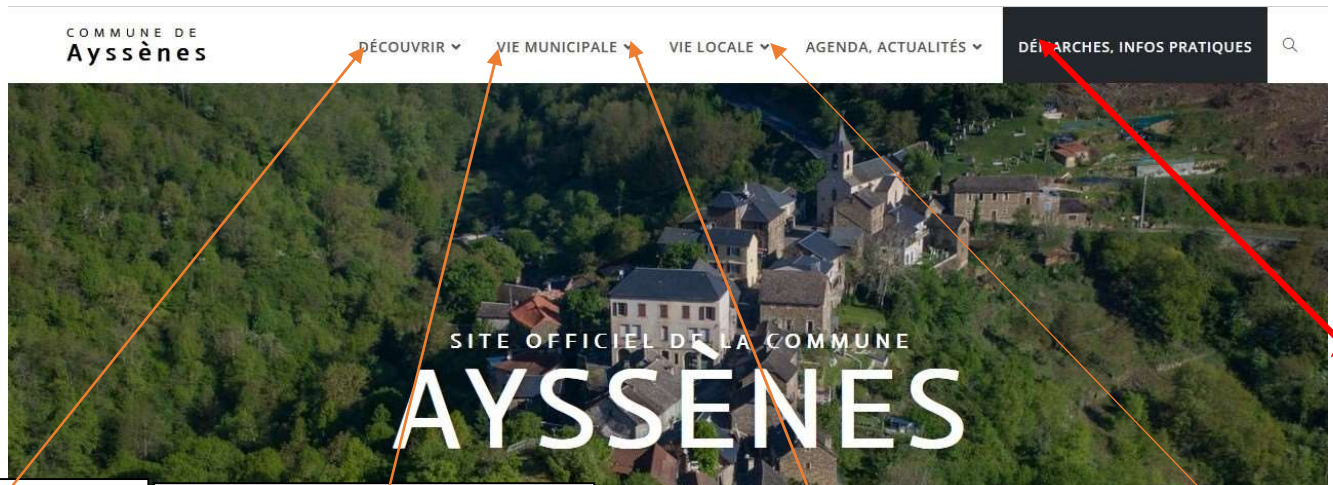 COMMUNE DE
Ayssènes
DÉCOUVRIR VIE MUNICIPALE VIE LOCALE AGENDA, ACTUALITÉS DÉMARCHES, INFOS PRATIQUES
SITE OFFICIEL DE LA COMMUNE
AYSSÈNES